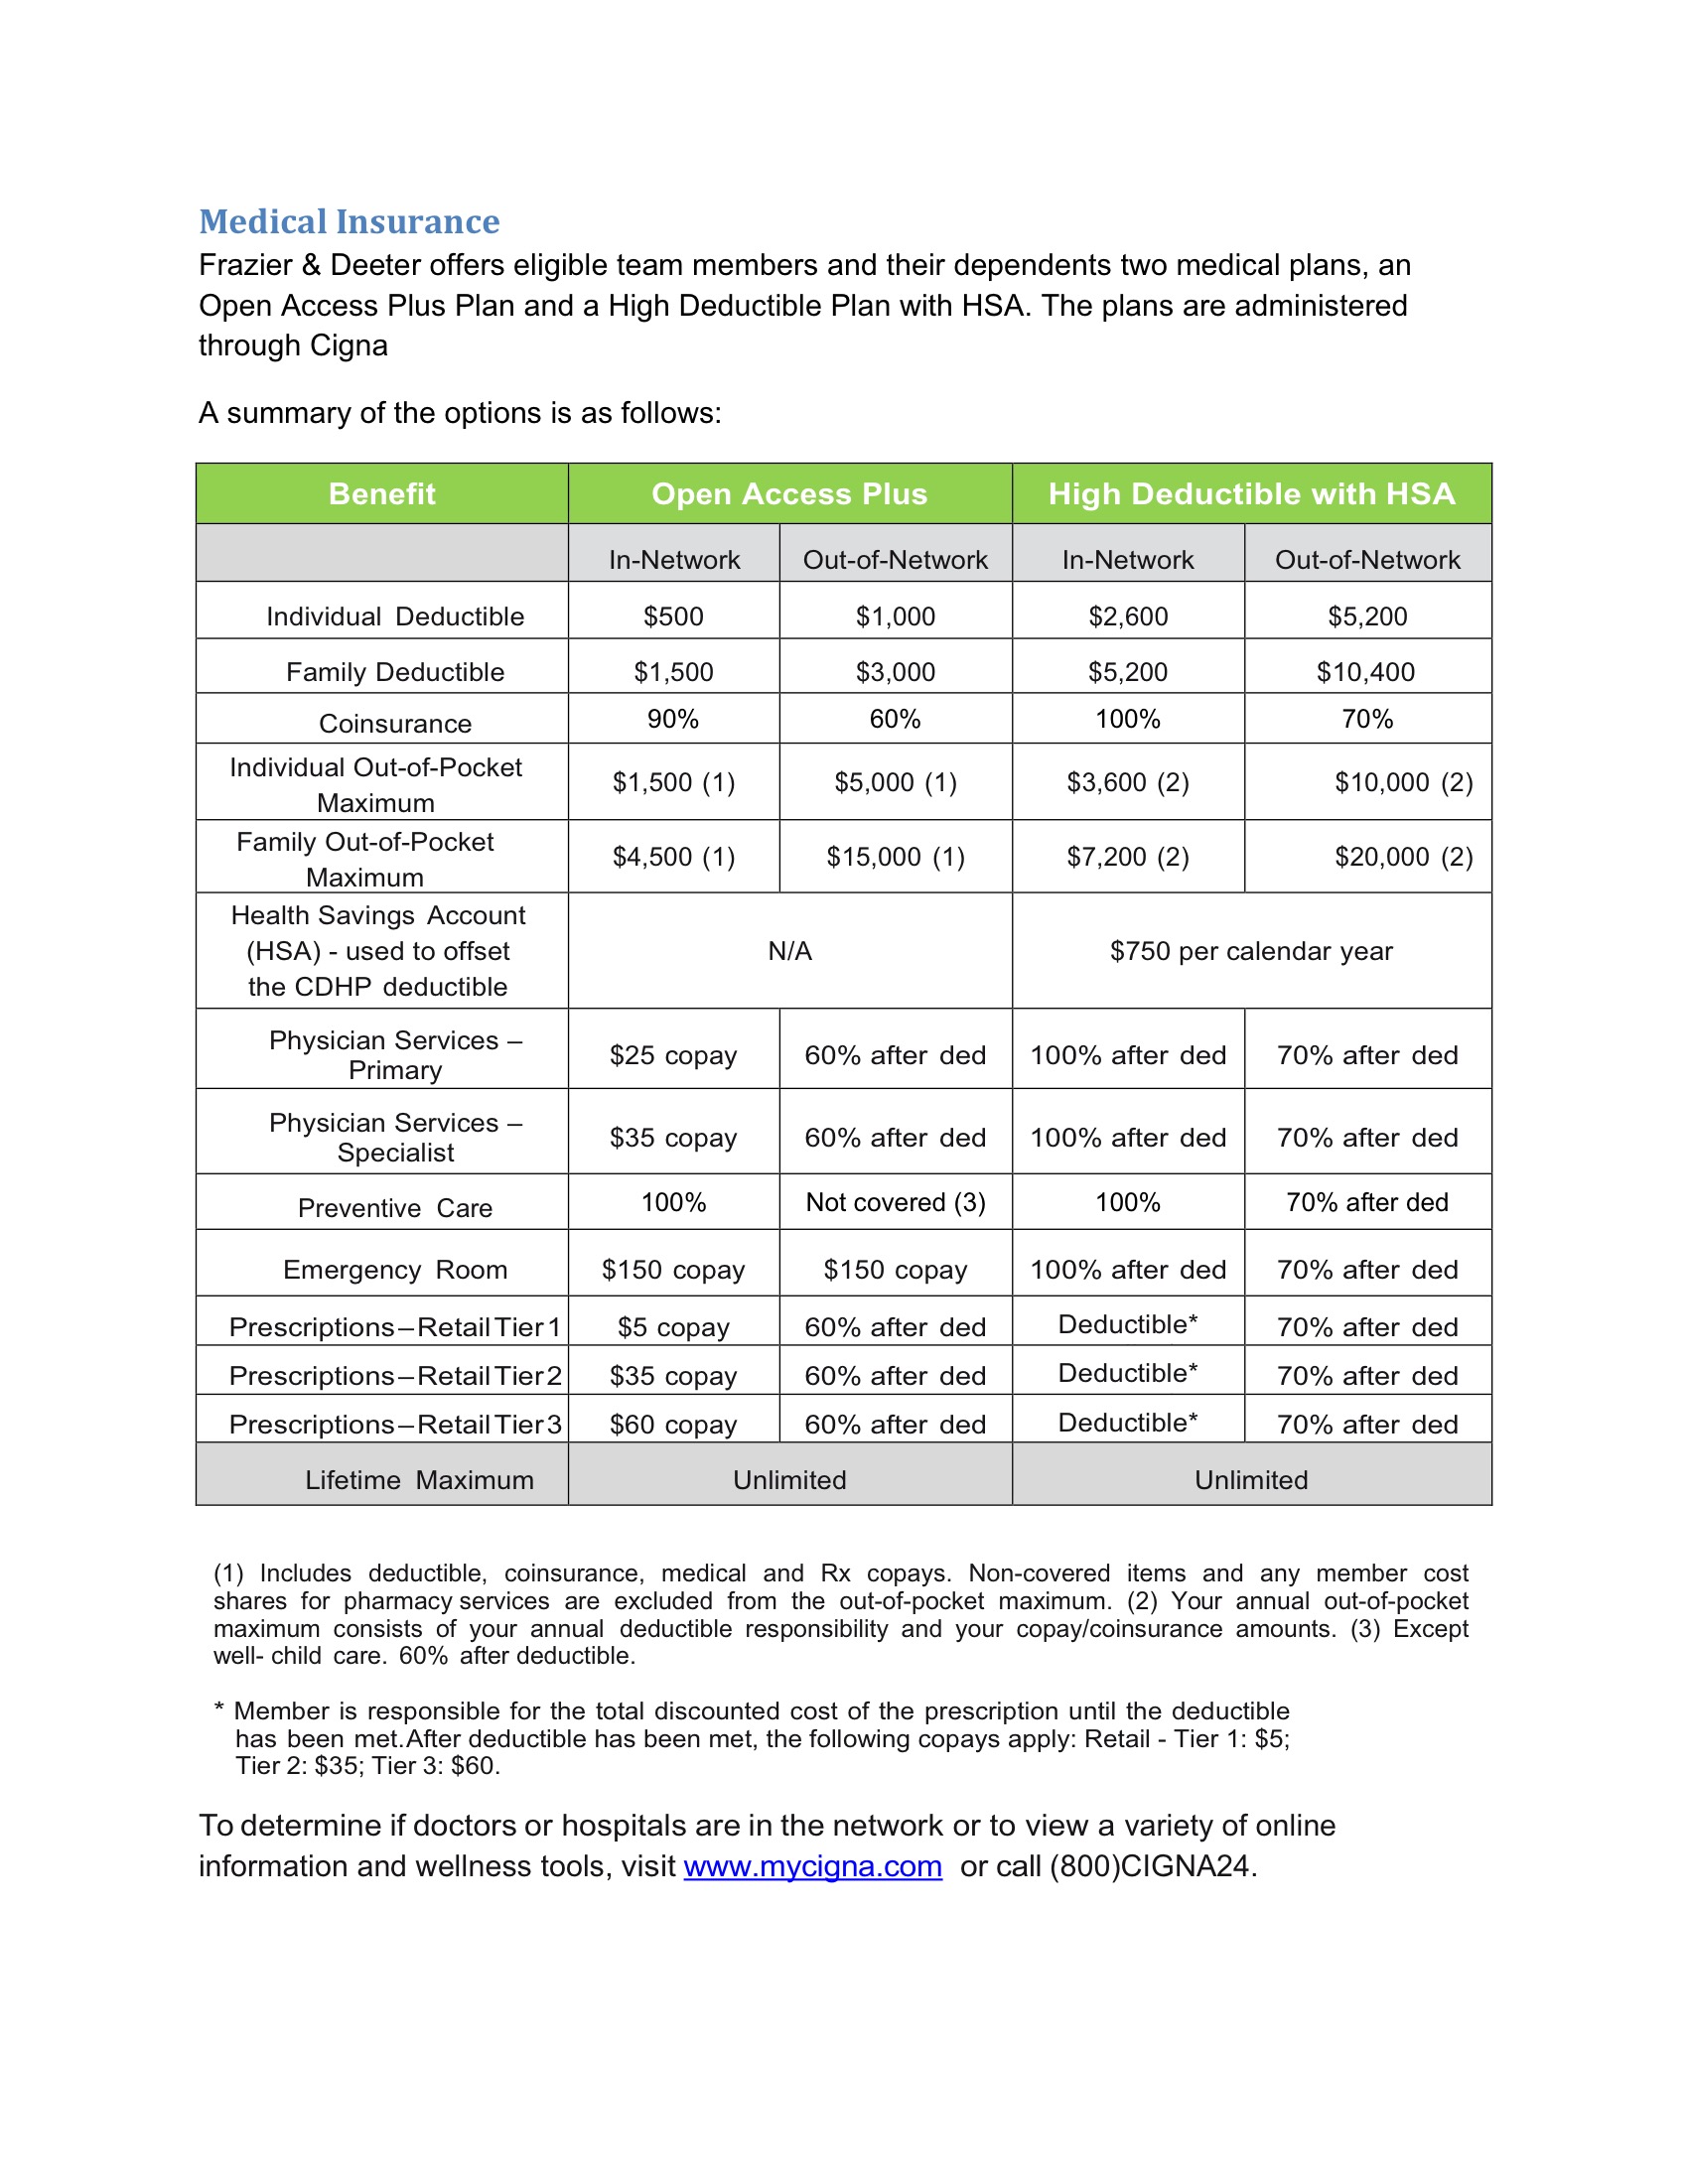 Medical Insurance
Frazier & Deeter offers eligible team members and their dependents two medical plans, an
Open Access Plus Plan and a High Deductible Plan with HSA. The plans are administered
through Cigna
A summary of the options is as follows:
Benefit Open Access Plus High Deductible with HSA
In-Network Out-of-Network In-Network Out-of-Network
Individual Deductible $500 $1,000 $2,600 $5,200
Family Deductible $1,500 $3,000 $5,200 $10,400
Coinsurance 90% 60% 100% 70%
Individual Out-of-Pocket
Maximum $1,500 (1) $5,000 (1) $3,600 (2) $10,000 (2)
Family Out-of-Pocket
Maximum $4,500 (1) $15,000 (1) $7,200 (2) $20,000 (2)
Health Savings Account
(HSA) - used to offset N/A $750 per calendar year
the CDHP deductible
Physician Services –
Primary $25 copay 60% after ded 100% after ded 70% after ded
Physician Services –
Specialist $35 copay 60% after ded 100% after ded 70% after ded
Preventive Care 100% Not covered (3) 100% 70% after ded
Emergency Room $150 copay $150 copay 100% after ded 70% after ded
Prescriptions–Retail Tier 1 $5 copay 60% after ded Deductible* 70% after ded
Prescriptions–Retail Tier 2 $35 copay 60% after ded Deductible* 70% after ded
Prescriptions–Retail Tier 3 $60 copay 60% after ded Deductible* 70% after ded
Lifetime Maximum Unlimited Unlimited
(1) Includes deductible, coinsurance, medical and Rx copays. Non-covered items and any member cost
shares for pharmacy services are excluded from the out-of-pocket maximum. (2) Your annual out-of-pocket
maximum consists of your annual deductible responsibility and your copay/coinsurance amounts. (3) Except
well- child care. 60% after deductible.
* Member is responsible for the total discounted cost of the prescription until the deductible
has been met.After deductible has been met, the following copays apply: Retail - Tier 1: $5;
Tier 2: $35; Tier 3: $60.
To determine if doctors or hospitals are in the network or to view a variety of online
information and wellness tools, visit www.mycigna.com or call (800)CIGNA24.